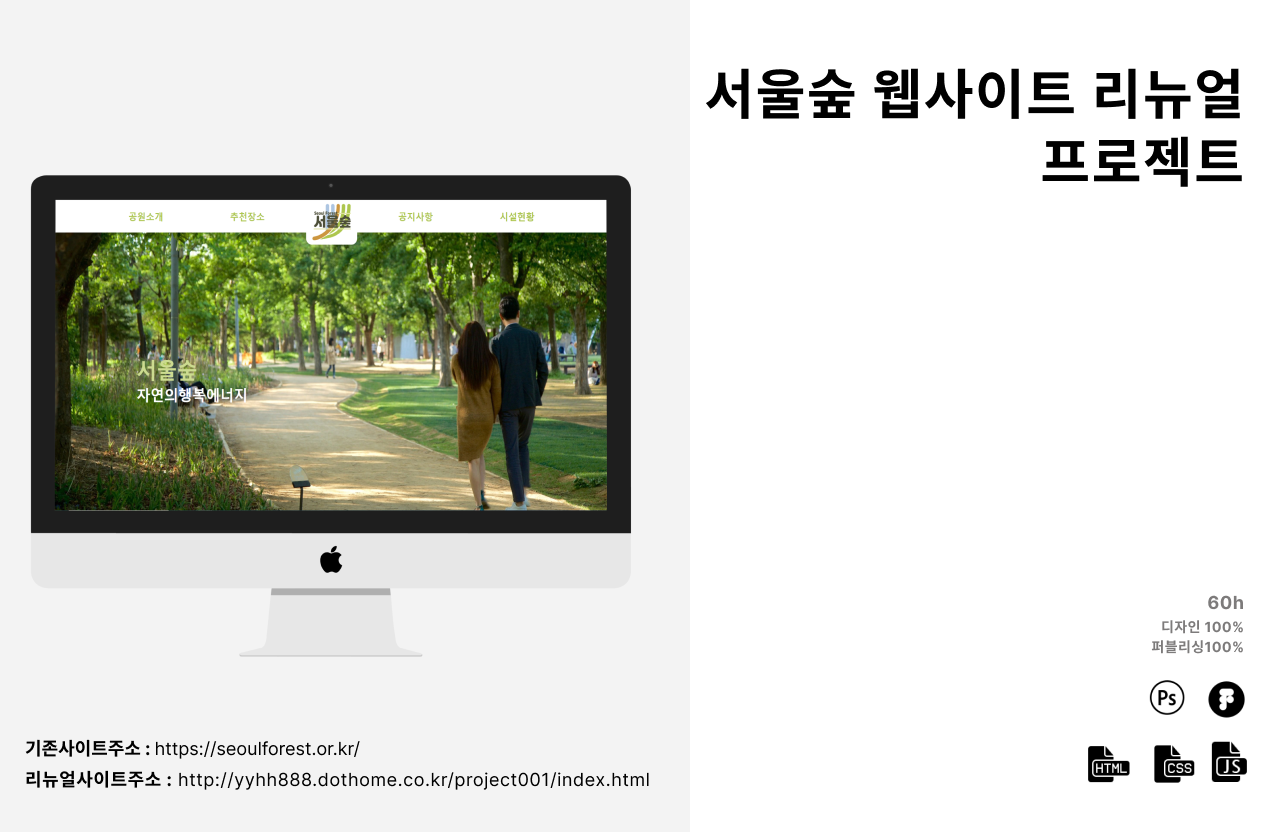 서울숲 웹사이트 리뉴얼
프로젝트
공원소개
추천장소
Seoul Forest
서울숲
공지사항
시설현황
서울숲
자연의행복에너지
기존사이트주소 : https://seoulforest.or.kr/
리뉴얼사이트주소 : http://yyhh888.dothome.co.kr/project001/index.html
60h
디자인 100%
퍼블리싱100%
Ps
HTML
CSS
JS